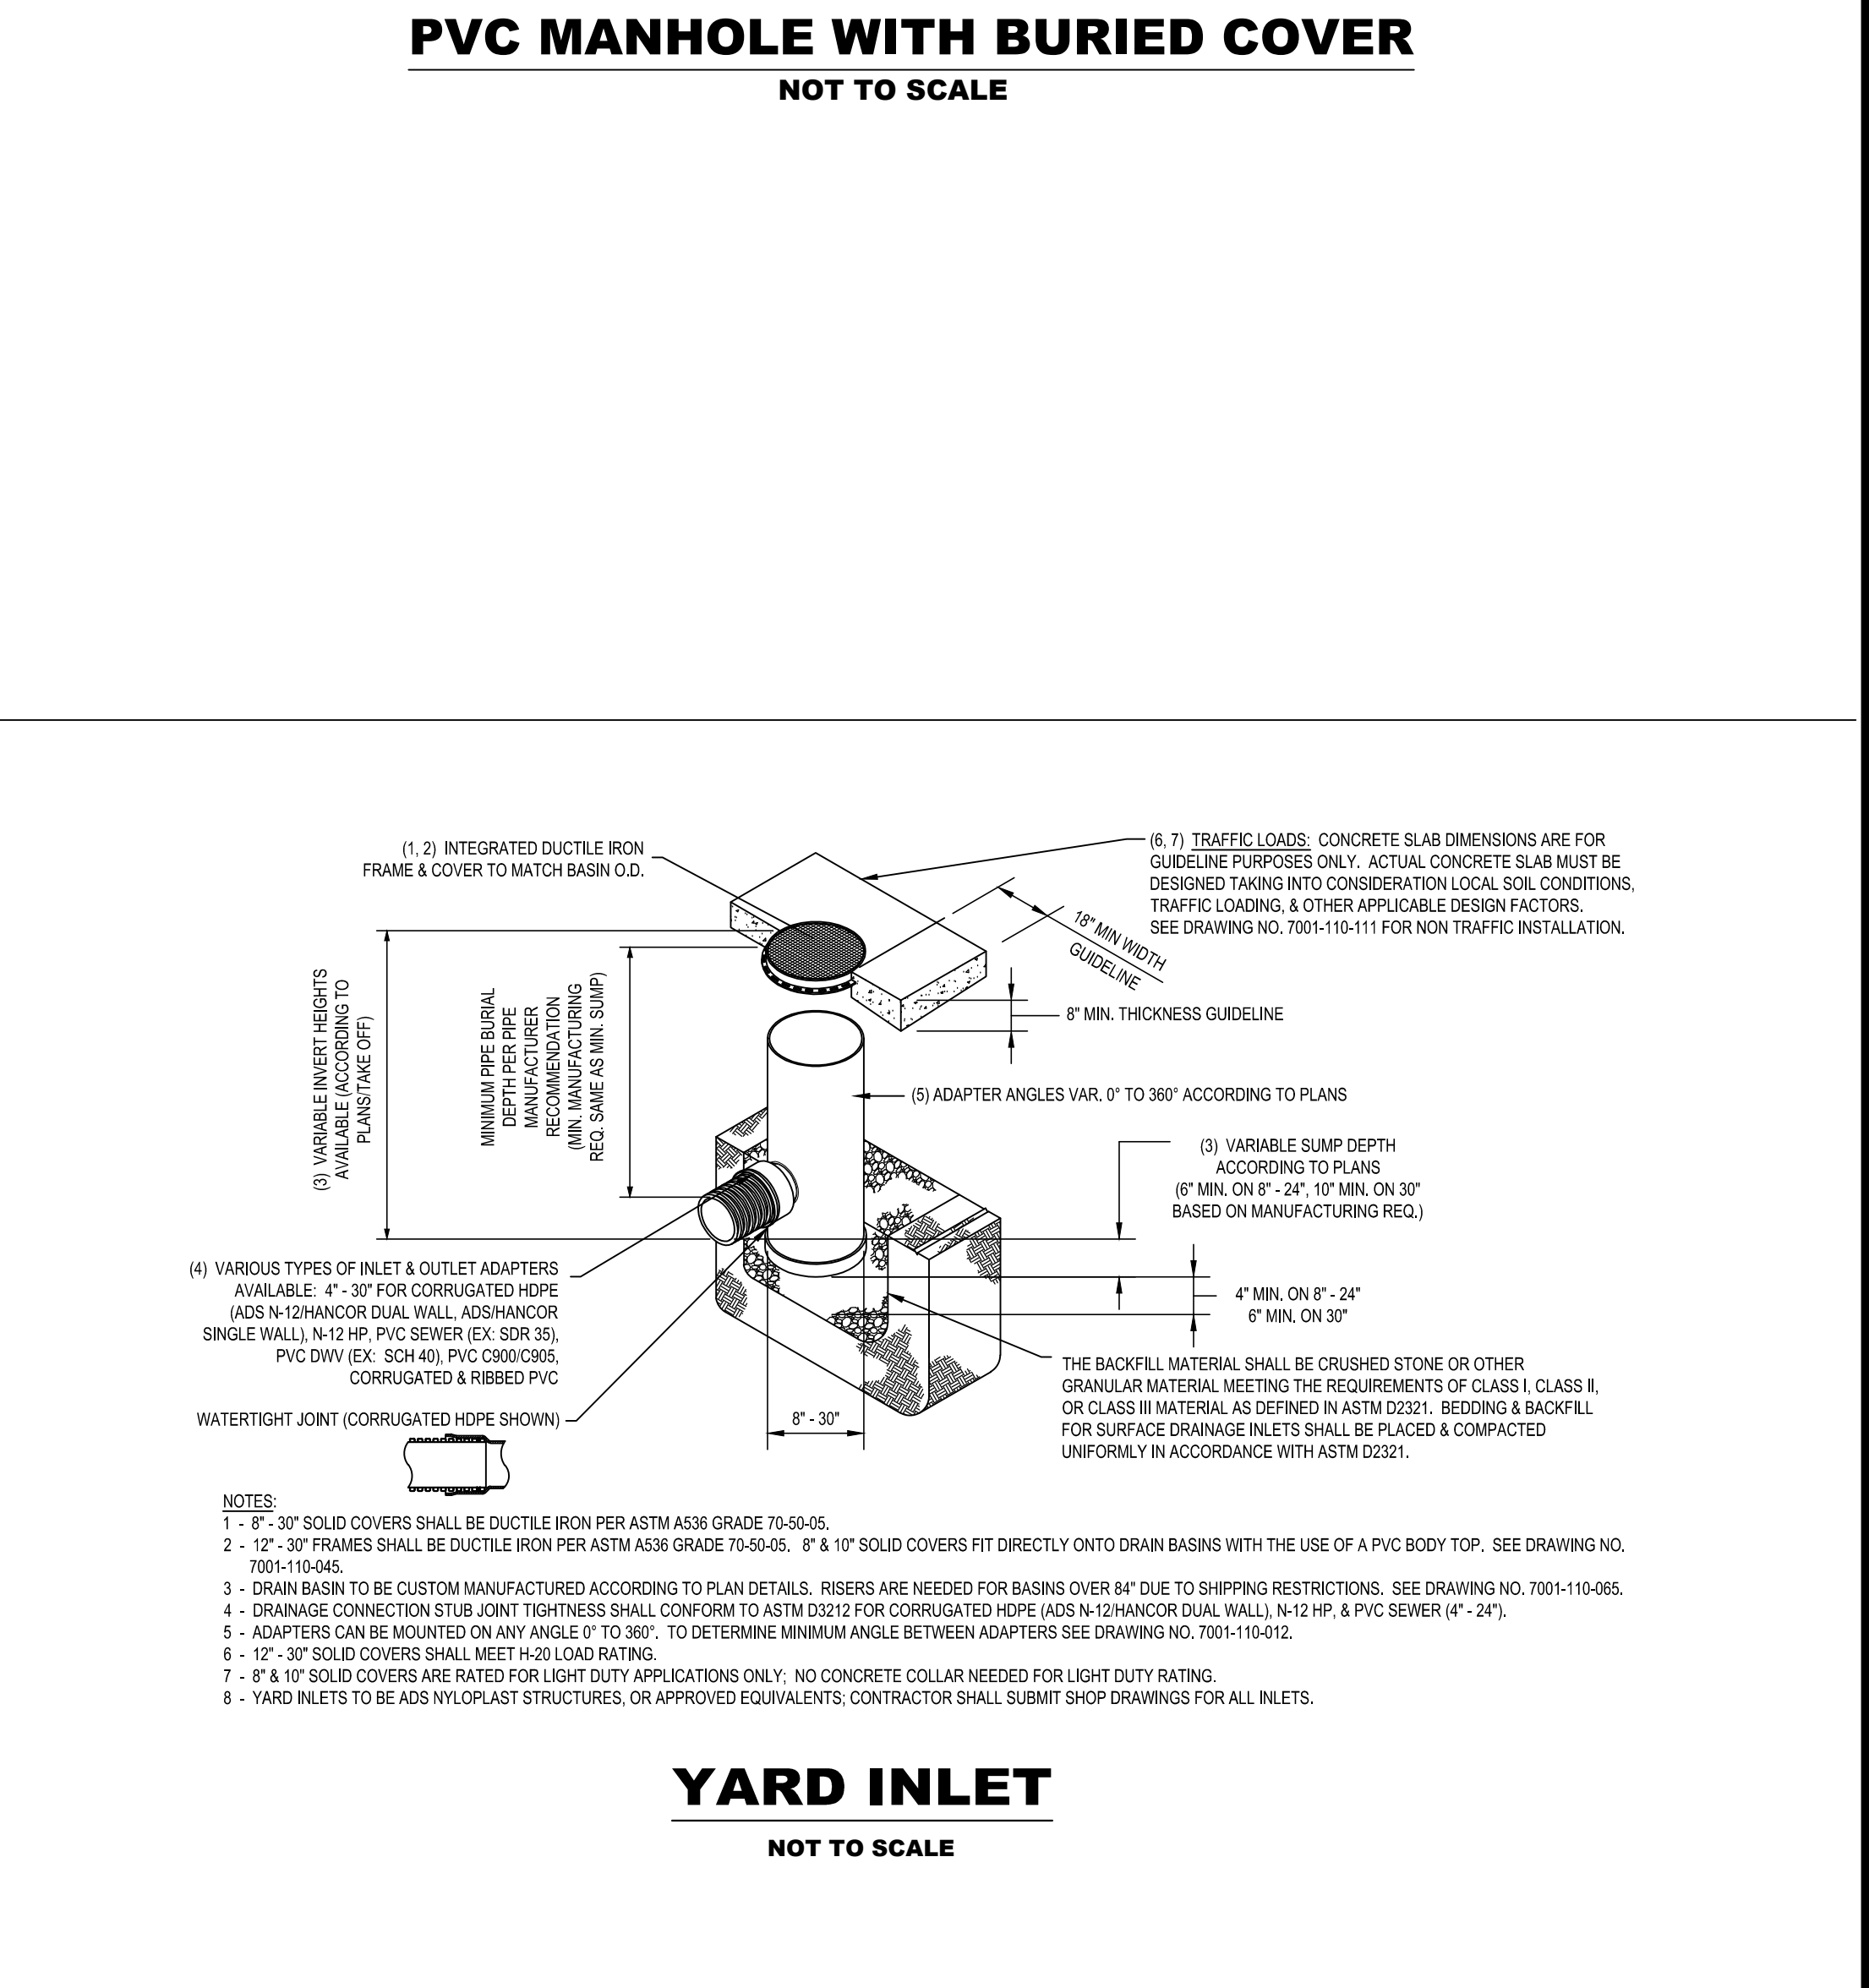 PVC MANHOLE WITH BURIED COVER
NOT TO SCALE
(1, 2) INTEGRATED DUCTILE IRON
FRAME & COVER TO MATCH BASIN O.D.
(6, 7) TRAFFIC LOADS: CONCRETE SLAB DIMENSIONS ARE FOR
GUIDELINE PURPOSES ONLY. ACTUAL CONCRETE SLAB MUST BE
DESIGNED TAKING INTO CONSIDERATION LOCAL SOIL CONDITIONS,
TRAFFIC LOADING, & OTHER APPLICABLE DESIGN FACTORS.
SEE DRAWING NO. 7001-110-111 FOR NON TRAFFIC INSTALLATION.
18" MIN WIDTH
GUIDELINE
8" MIN. THICKNESS GUIDELINE
(3) VARIABLE INVERT HEIGHTS
AVAILABLE (ACCORDING TO
PLANS/TAKE OFF)
MINIMUM PIPE BURIAL
DEPTH PER PIPE
MANUFACTURER
RECOMMENDATION
(MIN. MANUFACTURING
REQ. SAME AS MIN. SUMP)
(5) ADAPTER ANGLES VAR. 0° TO 360° ACCORDING TO PLANS
(3) VARIABLE SUMP DEPTH
ACCORDING TO PLANS
(6" MIN. ON 8" - 24", 10" MIN. ON 30"
BASED ON MANUFACTURING REQ.)
(4) VARIOUS TYPES OF INLET & OUTLET ADAPTERS
AVAILABLE: 4" - 30" FOR CORRUGATED HDPE
(ADS N-12/HANCOR DUAL WALL, ADS/HANCOR
SINGLE WALL), N-12 HP, PVC SEWER (EX: SDR 35),
PVC DWV (EX: SCH 40), PVC C900/C905,
CORRUGATED & RIBBED PVC
4" MIN. ON 8" - 24"
6" MIN. ON 30"
THE BACKFILL MATERIAL SHALL BE CRUSHED STONE OR OTHER
GRANULAR MATERIAL MEETING THE REQUIREMENTS OF CLASS I, CLASS II,
OR CLASS III MATERIAL AS DEFINED IN ASTM D2321. BEDDING & BACKFILL
FOR SURFACE DRAINAGE INLETS SHALL BE PLACED & COMPACTED
UNIFORMLY IN ACCORDANCE WITH ASTM D2321.
WATERTIGHT JOINT (CORRUGATED HDPE SHOWN)
8" - 30"
NOTES:
1 - 8" - 30" SOLID COVERS SHALL BE DUCTILE IRON PER ASTM A536 GRADE 70-50-05.
2 - 12" - 30" FRAMES SHALL BE DUCTILE IRON PER ASTM A536 GRADE 70-50-05. 8" & 10" SOLID COVERS FIT DIRECTLY ONTO DRAIN BASINS WITH THE USE OF A PVC BODY TOP. SEE DRAWING NO.
7001-110-045.
3 - DRAIN BASIN TO BE CUSTOM MANUFACTURED ACCORDING TO PLAN DETAILS. RISERS ARE NEEDED FOR BASINS OVER 84" DUE TO SHIPPING RESTRICTIONS. SEE DRAWING NO. 7001-110-065.
4 - DRAINAGE CONNECTION STUB JOINT TIGHTNESS SHALL CONFORM TO ASTM D3212 FOR CORRUGATED HDPE (ADS N-12/HANCOR DUAL WALL), N-12 HP, & PVC SEWER (4" - 24").
5 - ADAPTERS CAN BE MOUNTED ON ANY ANGLE 0° TO 360°. TO DETERMINE MINIMUM ANGLE BETWEEN ADAPTERS SEE DRAWING NO. 7001-110-012.
6 - 12" - 30" SOLID COVERS SHALL MEET H-20 LOAD RATING.
7 - 8" & 10" SOLID COVERS ARE RATED FOR LIGHT DUTY APPLICATIONS ONLY; NO CONCRETE COLLAR NEEDED FOR LIGHT DUTY RATING.
8 - YARD INLETS TO BE ADS NYLOPLAST STRUCTURES, OR APPROVED EQUIVALENTS; CONTRACTOR SHALL SUBMIT SHOP DRAWINGS FOR ALL INLETS.
YARD INLET
NOT TO SCALE